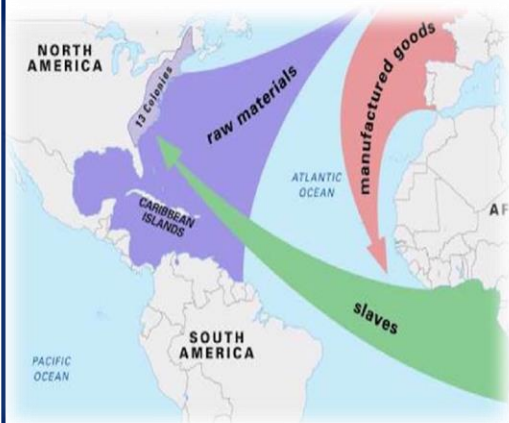 NORTH
AMERICA
13 Colonies
raw materials
manufactured goods
ATLANTIC
OCEAN
CARIBBEAN
ISLANDS
AF
slaves
SOUTH
AMERICA
PACIFIC
OCEAN